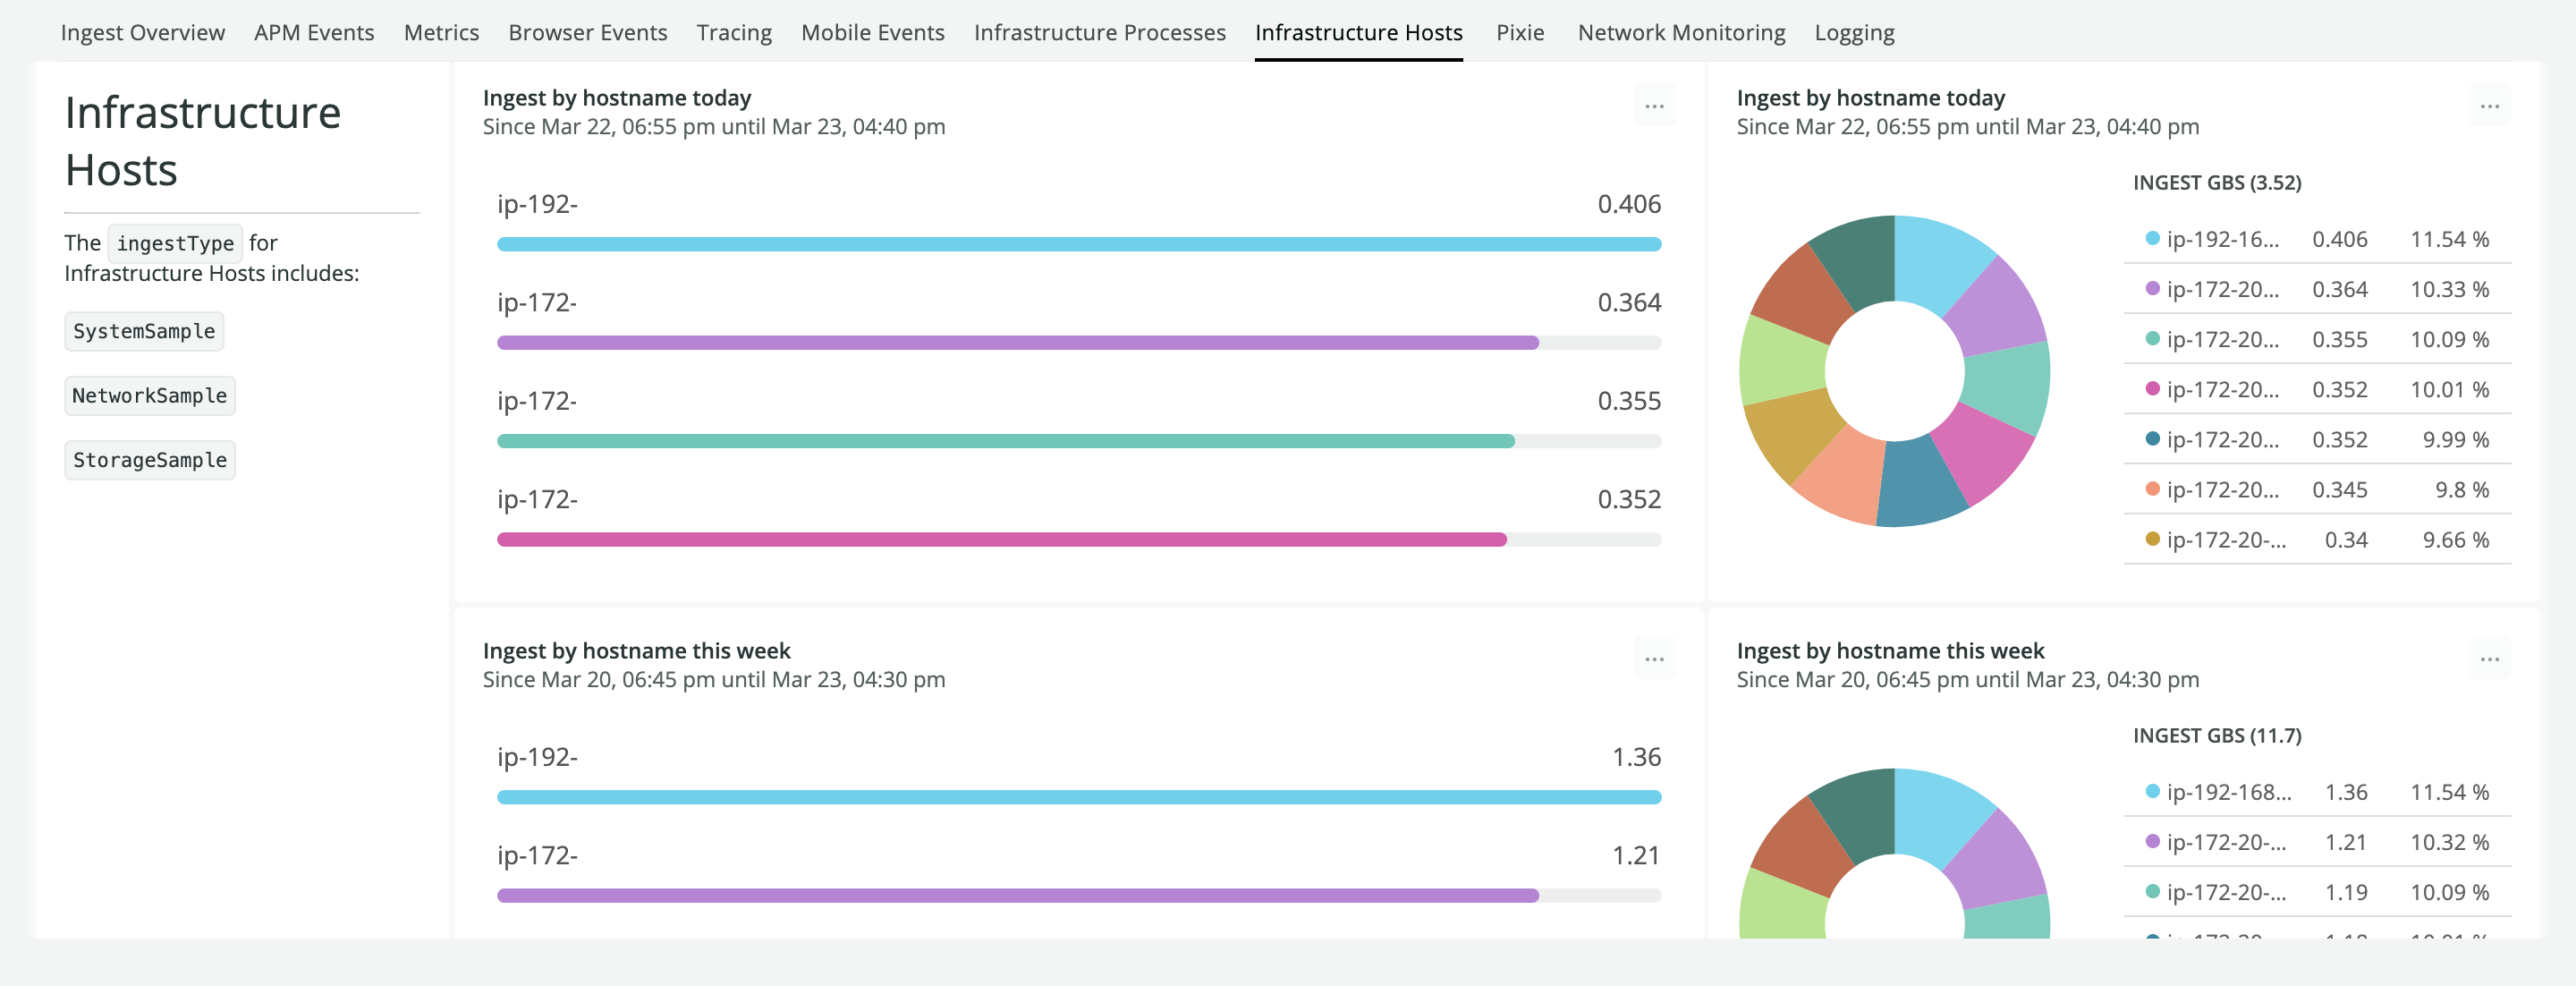 Ingest Overview APM Events Metrics Browser Events Tracing Mobile Events Infrastructure Processes Infrastructure Hosts Pixie Network Monitoring Logging
Infrastructure
Hosts
The ingestType for
Infrastructure Hosts includes:
SystemSample
NetworkSample
StorageSample
Ingest by hostname today
Since Mar 22, 06:55 pm until Mar 23, 04:40 pm
ip-192- 0.406
ip-172- 0.364
ip-172- 0.355
ip-172- 0.352
Ingest by hostname today
Since Mar 22, 06:55 pm until Mar 23, 04:40 pm
INGEST GBS (3.52)
ip-192-16... 0.406 11.54 %
ip-172-20... 0.364 10.33 %
ip-172-20... 0.355 10.09 %
ip-172-20... 0.352 10.01 %
ip-172-20... 0.352 9.99 %
ip-172-20... 0.345 9.8 %
ip-172-20-... 0.34 9.66 %
Ingest by hostname this week
Since Mar 20, 06:45 pm until Mar 23, 04:30 pm
ip-192- 1.36
ip-172- 1.21
Ingest by hostname this week
Since Mar 20, 06:45 pm until Mar 23, 04:30 pm
INGEST GBS (11.7)
ip-192-168... 1.36 11.54 %
ip-172-20-... 1.21 10.32 %
ip-172-20-... 1.19 10.09 %